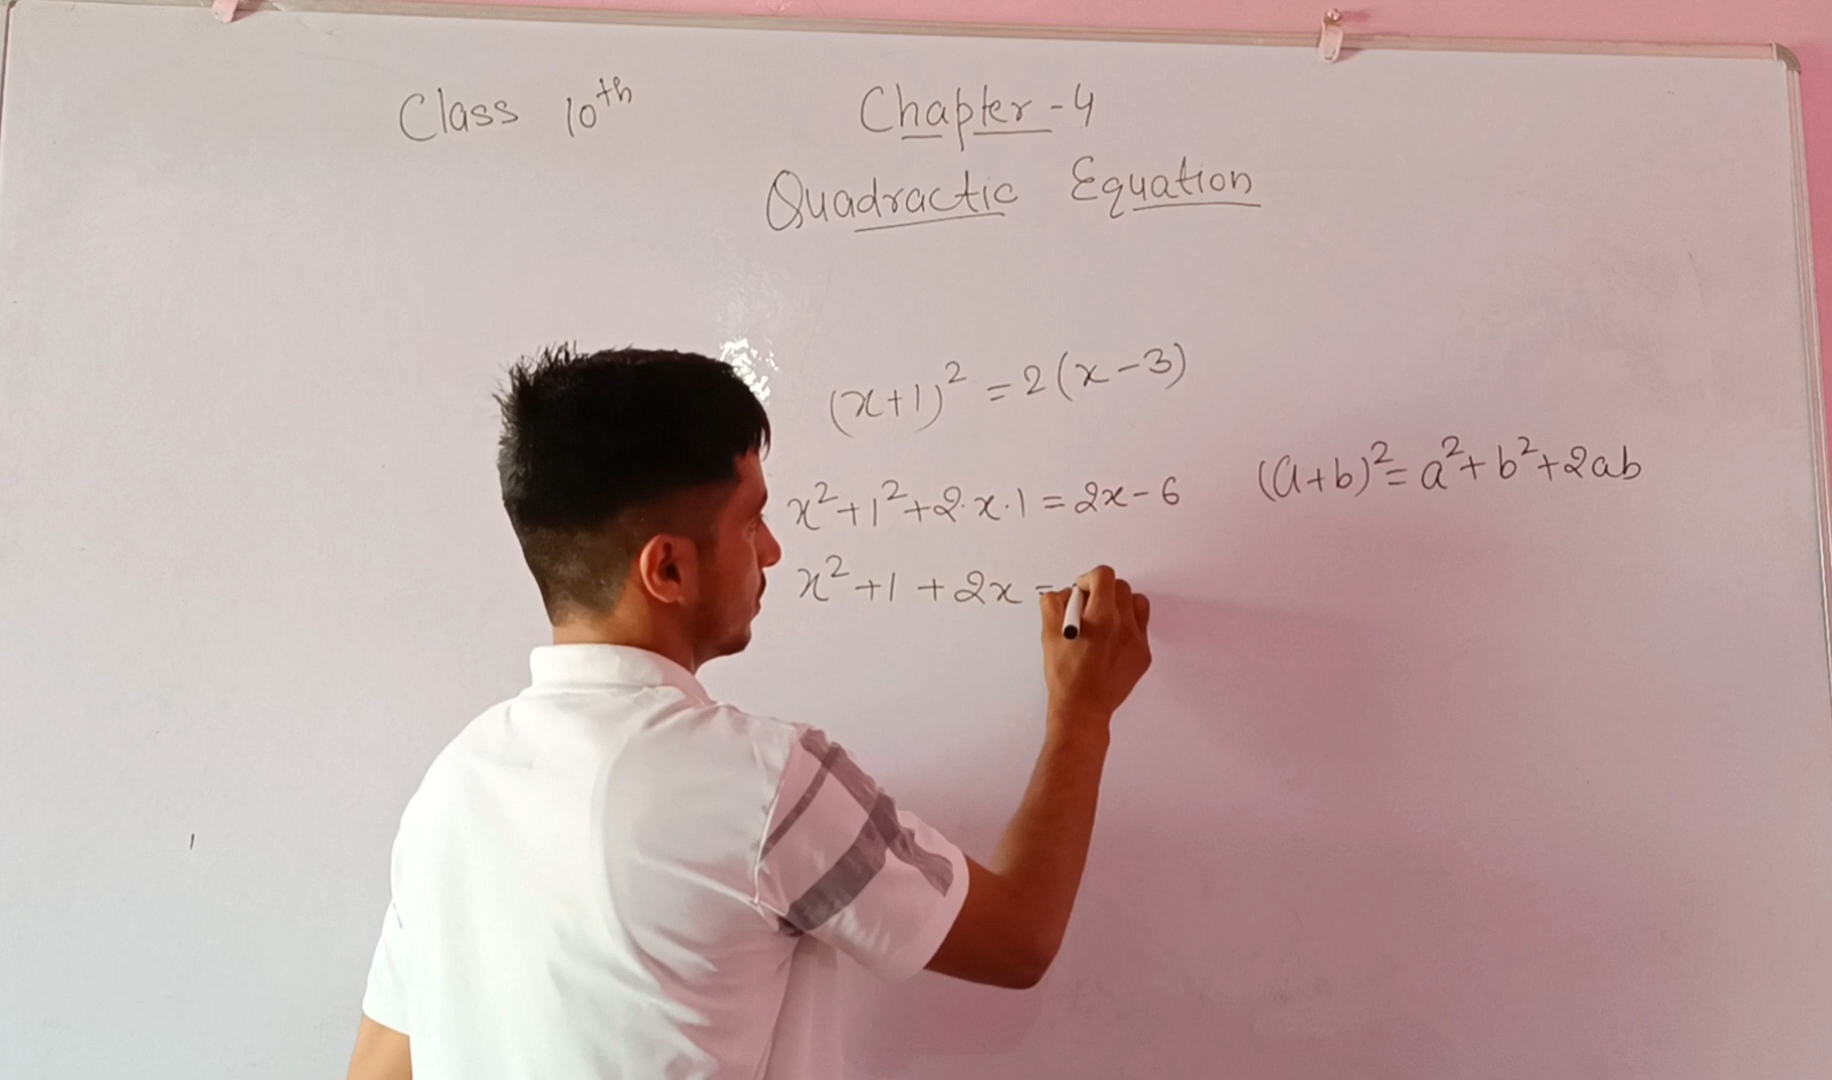 Class 10th
Chapter-4
Quadractic Equation
(x+1)² = 2(x-3)
(a+b)² = a²+b²+2ab
x²+1²+2·x·1 = 2x-6
x²+1+2x =